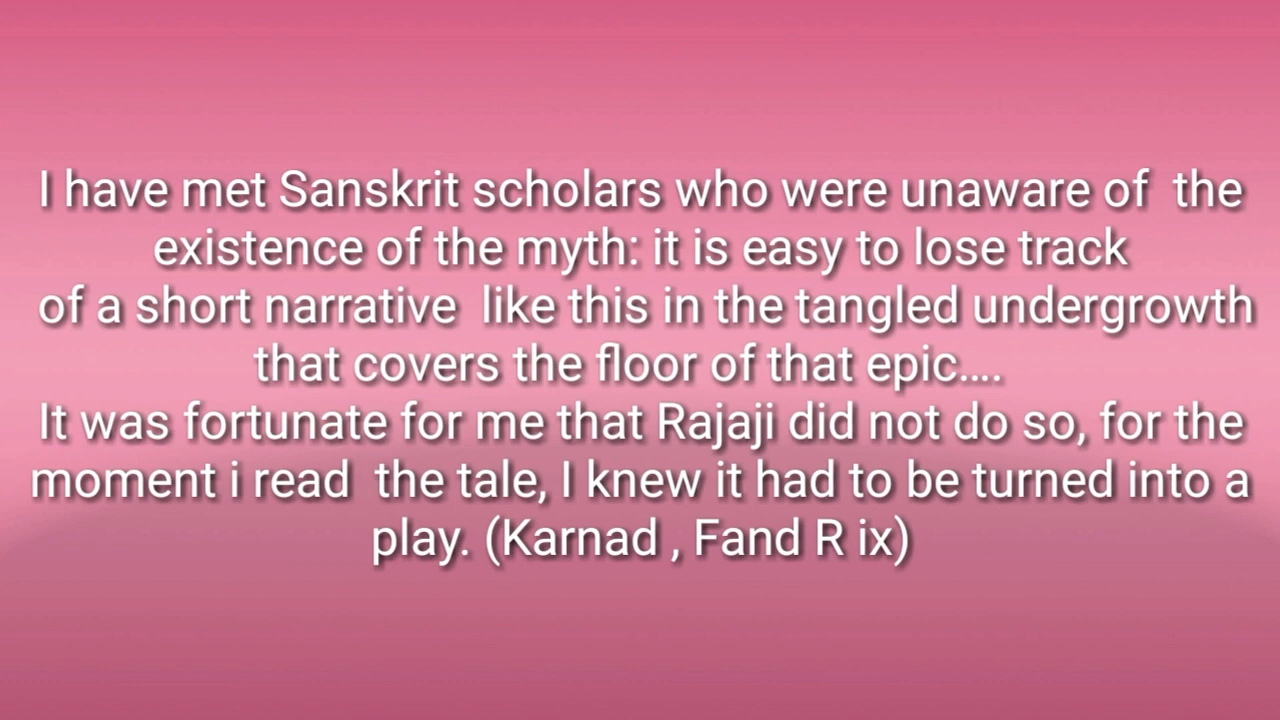 I have met Sanskrit scholars who were unaware of  the
existence of the myth: it is easy to lose track
of a short narrative  like this in the tangled undergrowth
that covers the floor of that epic....
It was fortunate for me that Rajaji did not do so, for the
moment i read  the tale, I knew it had to be turned into a
play. (Karnad , Fand R ix)